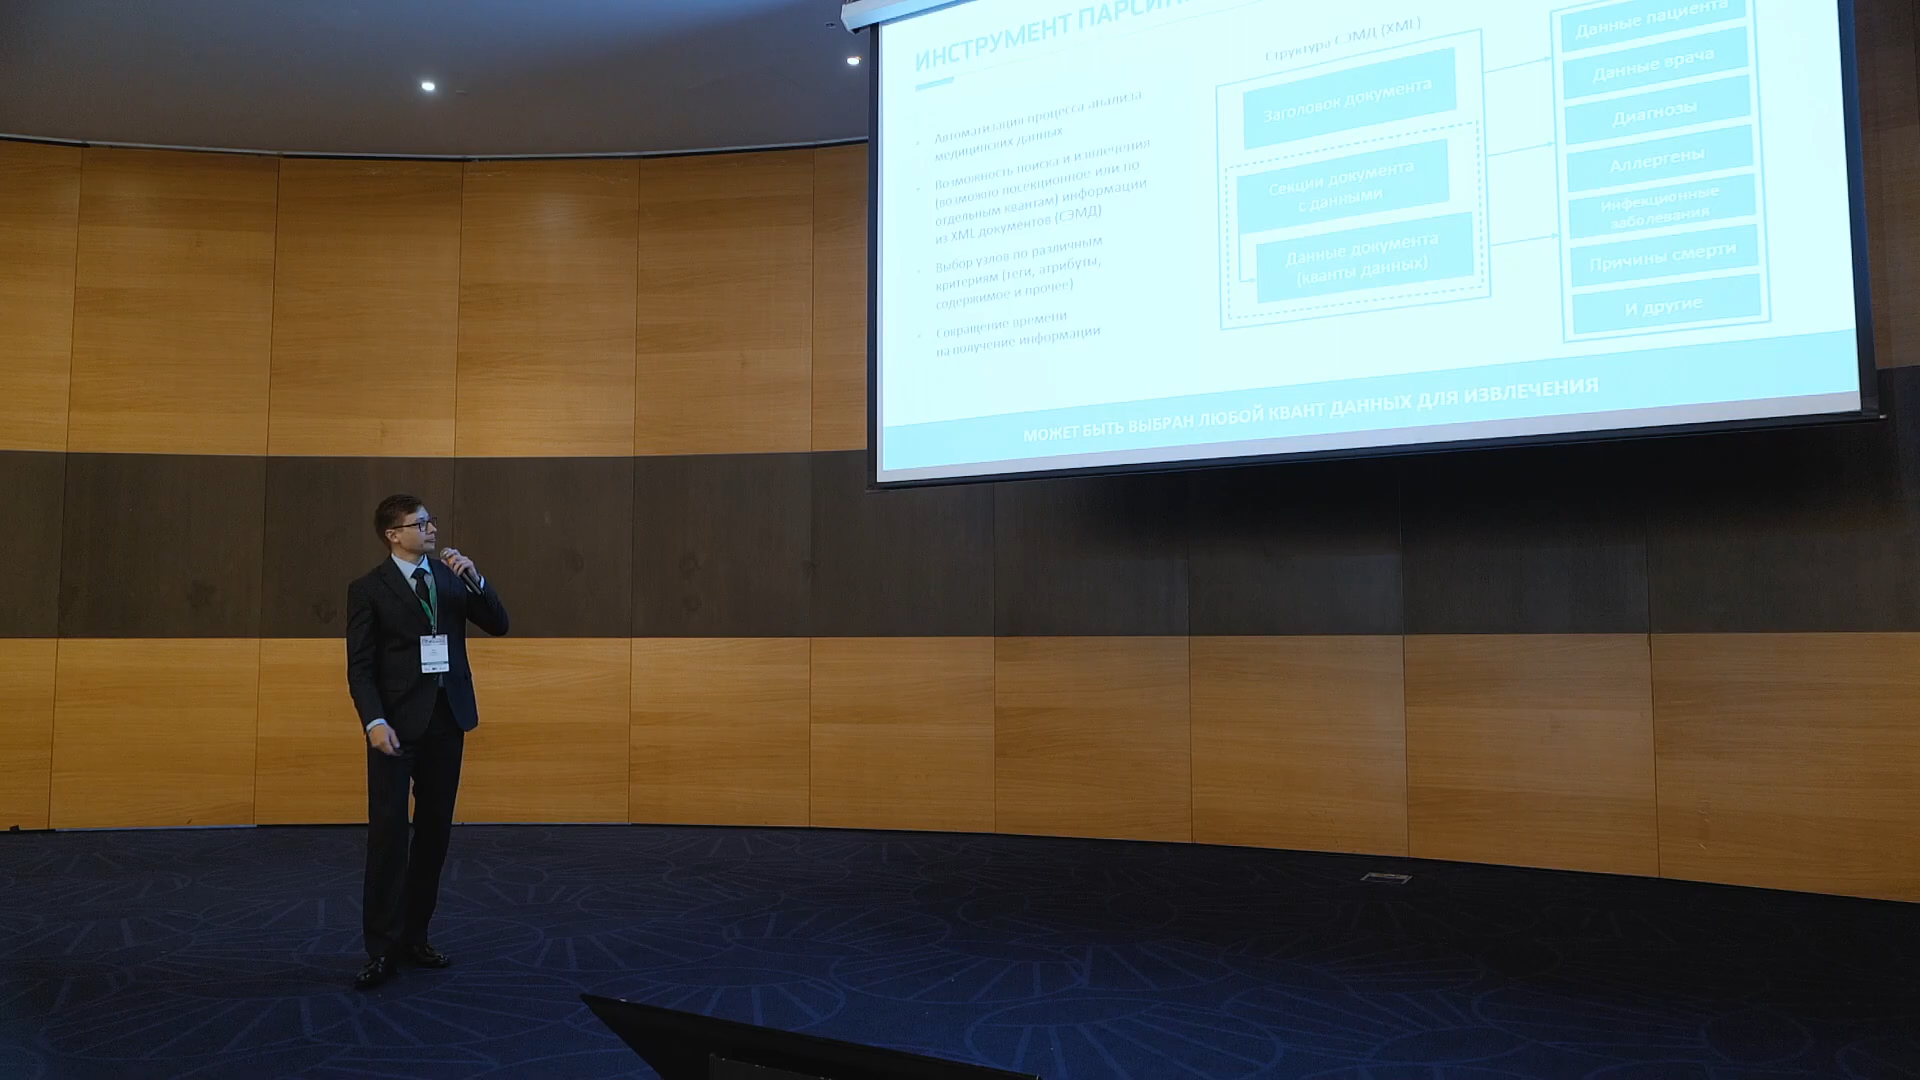 ИНСТРУМЕНТ ПАРСИН
Автоматизация процесса анализа
медицинских данных
Возможность поиска и извлечения
(возможно посекционное или по
отдельным квантам) информации
из XML документов (СЭМД)
Выбор узлов по различным
критериям (теги, атрибуты,
содержимое и прочее)
Сокращение времени
на получение информации
Структура СЭМД (XML)
Заголовок документа
Секции документа
с данными
Данные документа
(кванты данных)
Данные пациента
Данные врача
Диагнозы
Аллергены
Инфекционные
заболевания
Причины смерти
И другие
МОЖЕТ БЫТЬ ВЫБРАН ЛЮБОЙ КВАНТ ДАННЫХ ДЛЯ ИЗВЛЕЧЕНИЯ